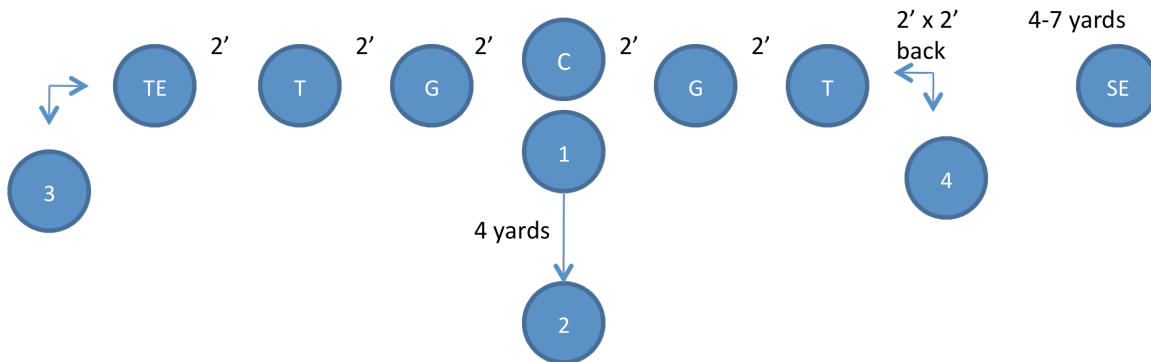 2’ x 2’ 4-7 yards
back
2’ 2’ 2’ 2’ 2’
TE T G C G T SE
1
3 4
4 yards
2